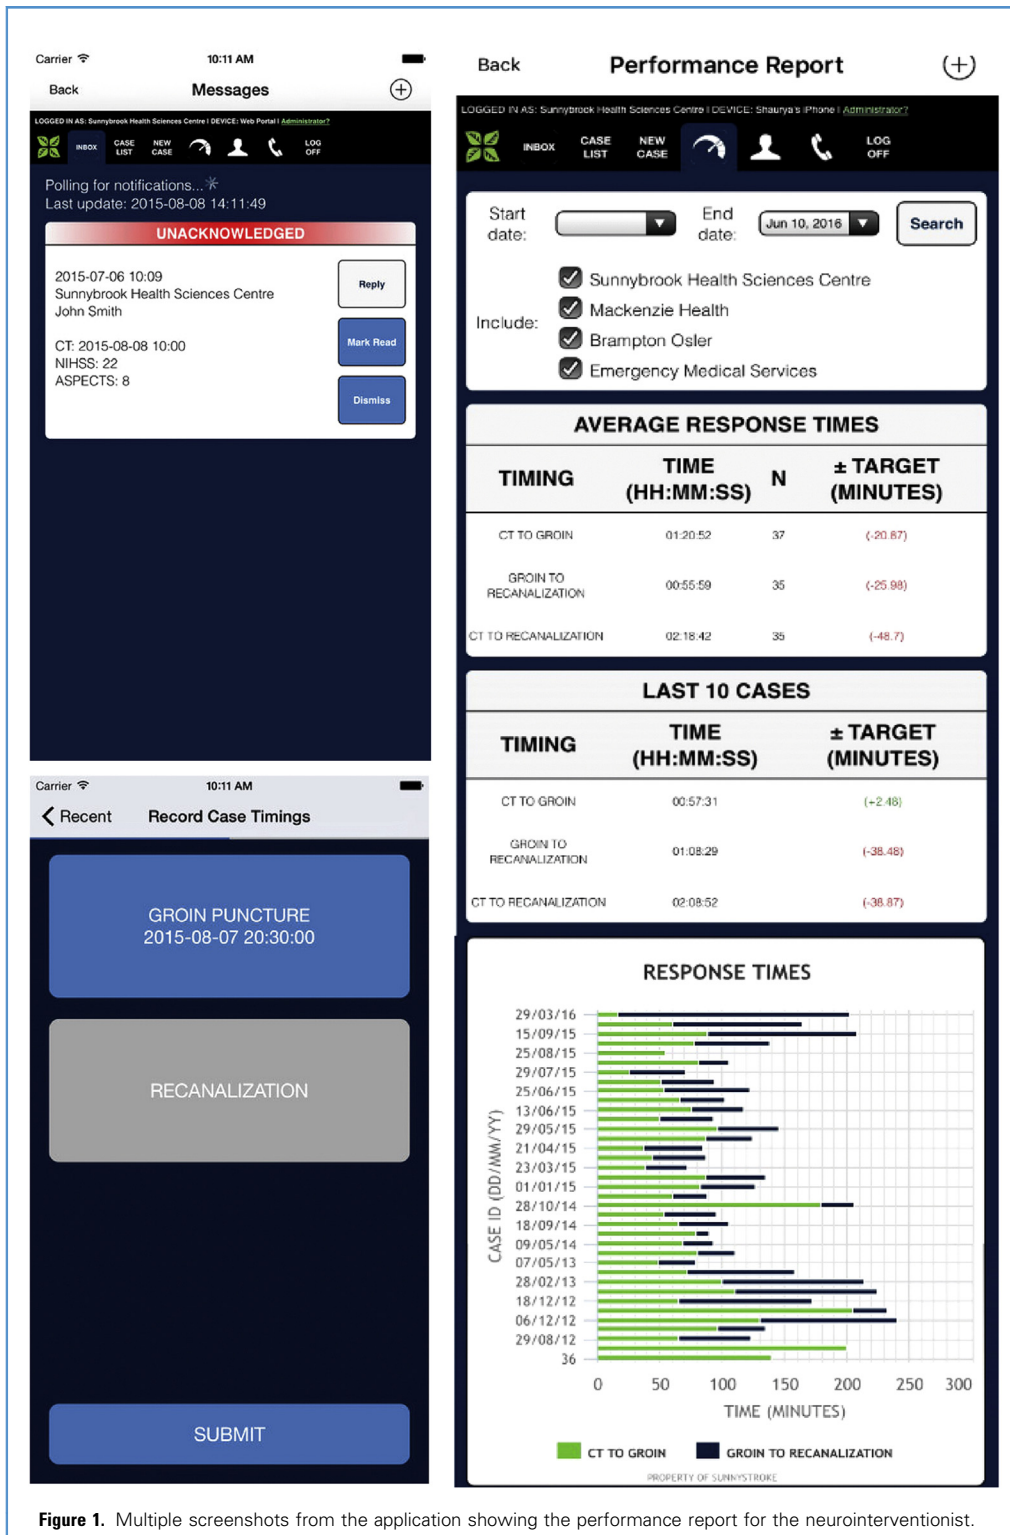 Carrier
10:11 AM
Back
Messages
LOGGED IN AS: Sunnybrook Health Sciences Centre I DEVICE: Web Portal I Administrator?
INBOX
CASE LIST
NEW CASE
LOG OFF
Polling for notifications...
Last update: 2015-08-08 14:11:49
UNACKNOWLEDGED
2015-07-06 10:09
Sunnybrook Health Sciences Centre
John Smith
CT: 2015-08-08 10:00
NIHSS: 22
ASPECTS: 8
Reply
Mark Read
Dismiss
Carrier
10:11 AM
Recent
Record Case Timings
GROIN PUNCTURE
2015-08-07 20:30:00
RECANALIZATION
SUBMIT
Back
Performance Report
LOGGED IN AS: Sunnybrook Health Sciences Centre I DEVICE: Shaunya's iPhone I Administrator?
INBOX
CASE LIST
NEW CASE
LOG OFF
Start date:
End date:
Jun 10, 2016
Search
Include:
Sunnybrook Health Sciences Centre
Mackenzie Health
Brampton Osler
Emergency Medical Services
AVERAGE RESPONSE TIMES
TIMING TIME (HH:MM:SS) N ± TARGET (MINUTES)
CT TO GROIN 01:20:52 37 (-20.87)
GROIN TO RECANALIZATION 00:55:59 35 (-25.98)
CT TO RECANALIZATION 02:18:42 35 (-48.7)
LAST 10 CASES
TIMING TIME (HH:MM:SS) ± TARGET (MINUTES)
CT TO GROIN 00:57:31 (+2.48)
GROIN TO RECANALIZATION 01:08:29 (-38.48)
CT TO RECANALIZATION 02:08:52 (-38.87)
RESPONSE TIMES
CASE ID (DD/MM/YY)
29/03/16
15/09/15
25/08/15
29/07/15
25/06/15
13/06/15
29/05/15
21/04/15
23/03/15
01/01/15
28/10/14
18/09/14
09/05/14
07/05/13
28/02/13
18/12/12
06/12/12
29/08/12
36
0 50 100 150 200 250 300
TIME (MINUTES)
CT TO GROIN
GROIN TO RECANALIZATION
PROPERTY OF SUNNYSTROKE
Figure 1. Multiple screenshots from the application showing the performance report for the neurointerventionist.